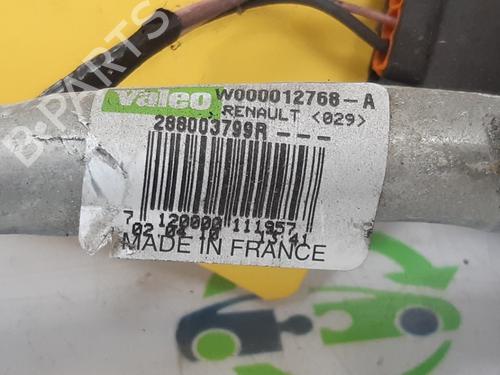 B-PARTS
Valeo W000012768-A
RENAULT <029>
288003799R---
7 120000 111957
MADE IN FRANCE